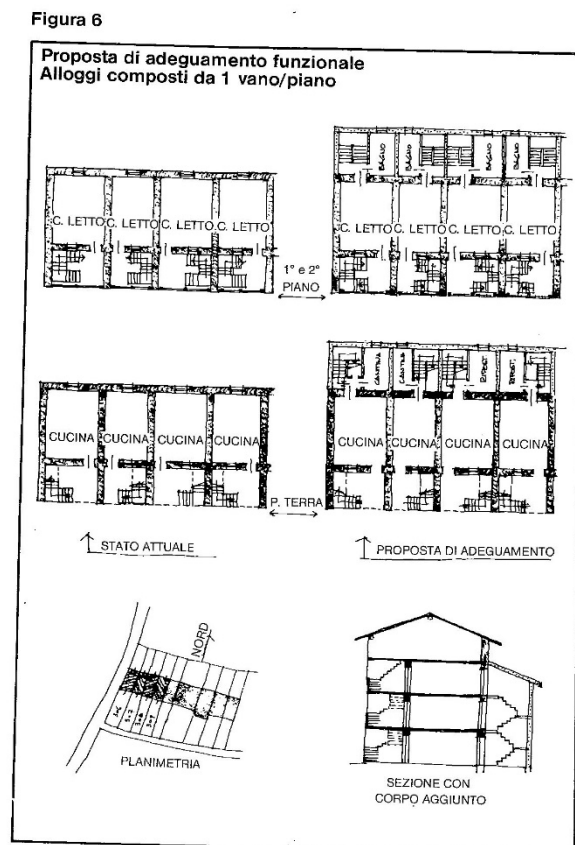 Figura 6
Proposta di adeguamento funzionale
Alloggi composti da 1 vano/piano
BAGNO BAGNO BAGNO BAGNO
C. LETTO C. LETTO C. LETTO C. LETTO
C. LETTO C. LETTO C. LETTO C. LETTO
1° e 2°
PIANO
CANTINA CANTINA RIPOST. RIPOST.
CUCINA CUCINA CUCINA CUCINA
CUCINA CUCINA CUCINA CUCINA
P. TERRA
STATO ATTUALE
PROPOSTA DI ADEGUAMENTO
NORD
PLANIMETRIA
SEZIONE CON
CORPO AGGIUNTO